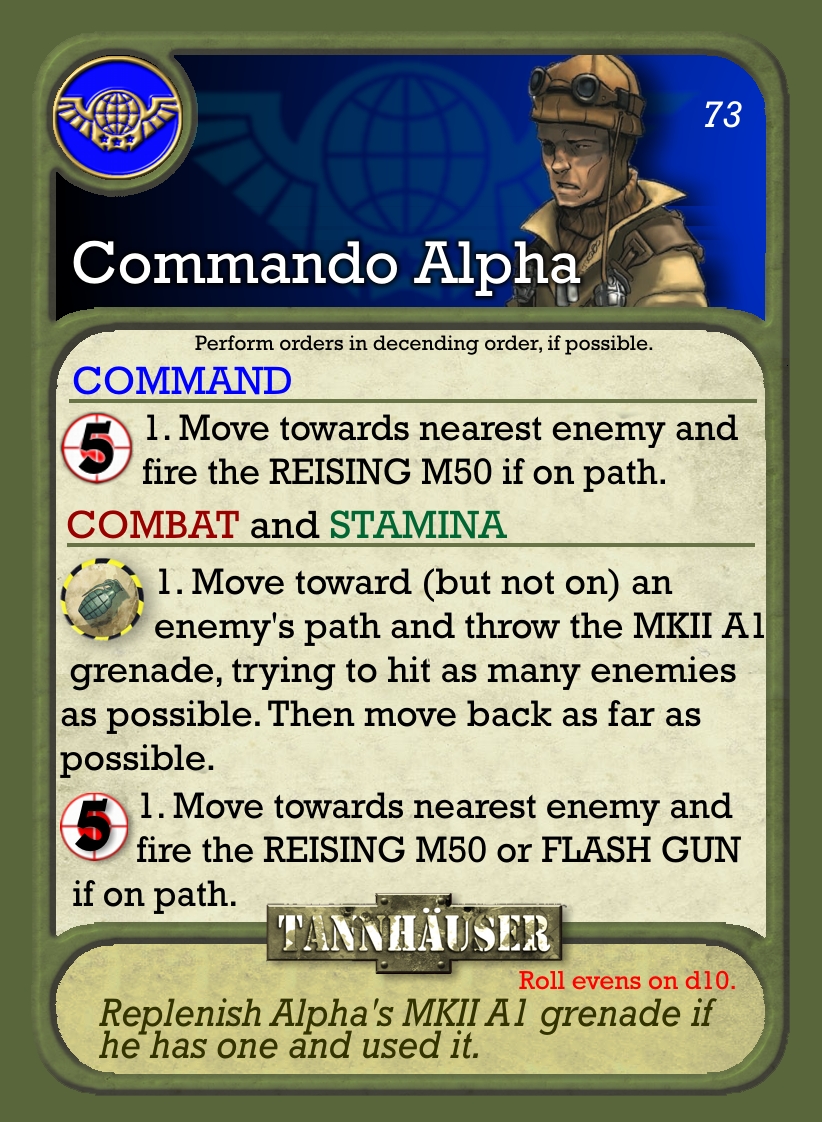 73
Commando Alpha
Perform orders in decending order, if possible.
COMMAND
5 1. Move towards nearest enemy and
fire the REISING M50 if on path.
COMBAT and STAMINA
1. Move toward (but not on) an
enemy's path and throw the MKII A1
grenade, trying to hit as many enemies
as possible. Then move back as far as
possible.
5 1. Move towards nearest enemy and
fire the REISING M50 or FLASH GUN
if on path.
TANNHÄUSER
Roll evens on d10.
Replenish Alpha's MKII A1 grenade if
he has one and used it.